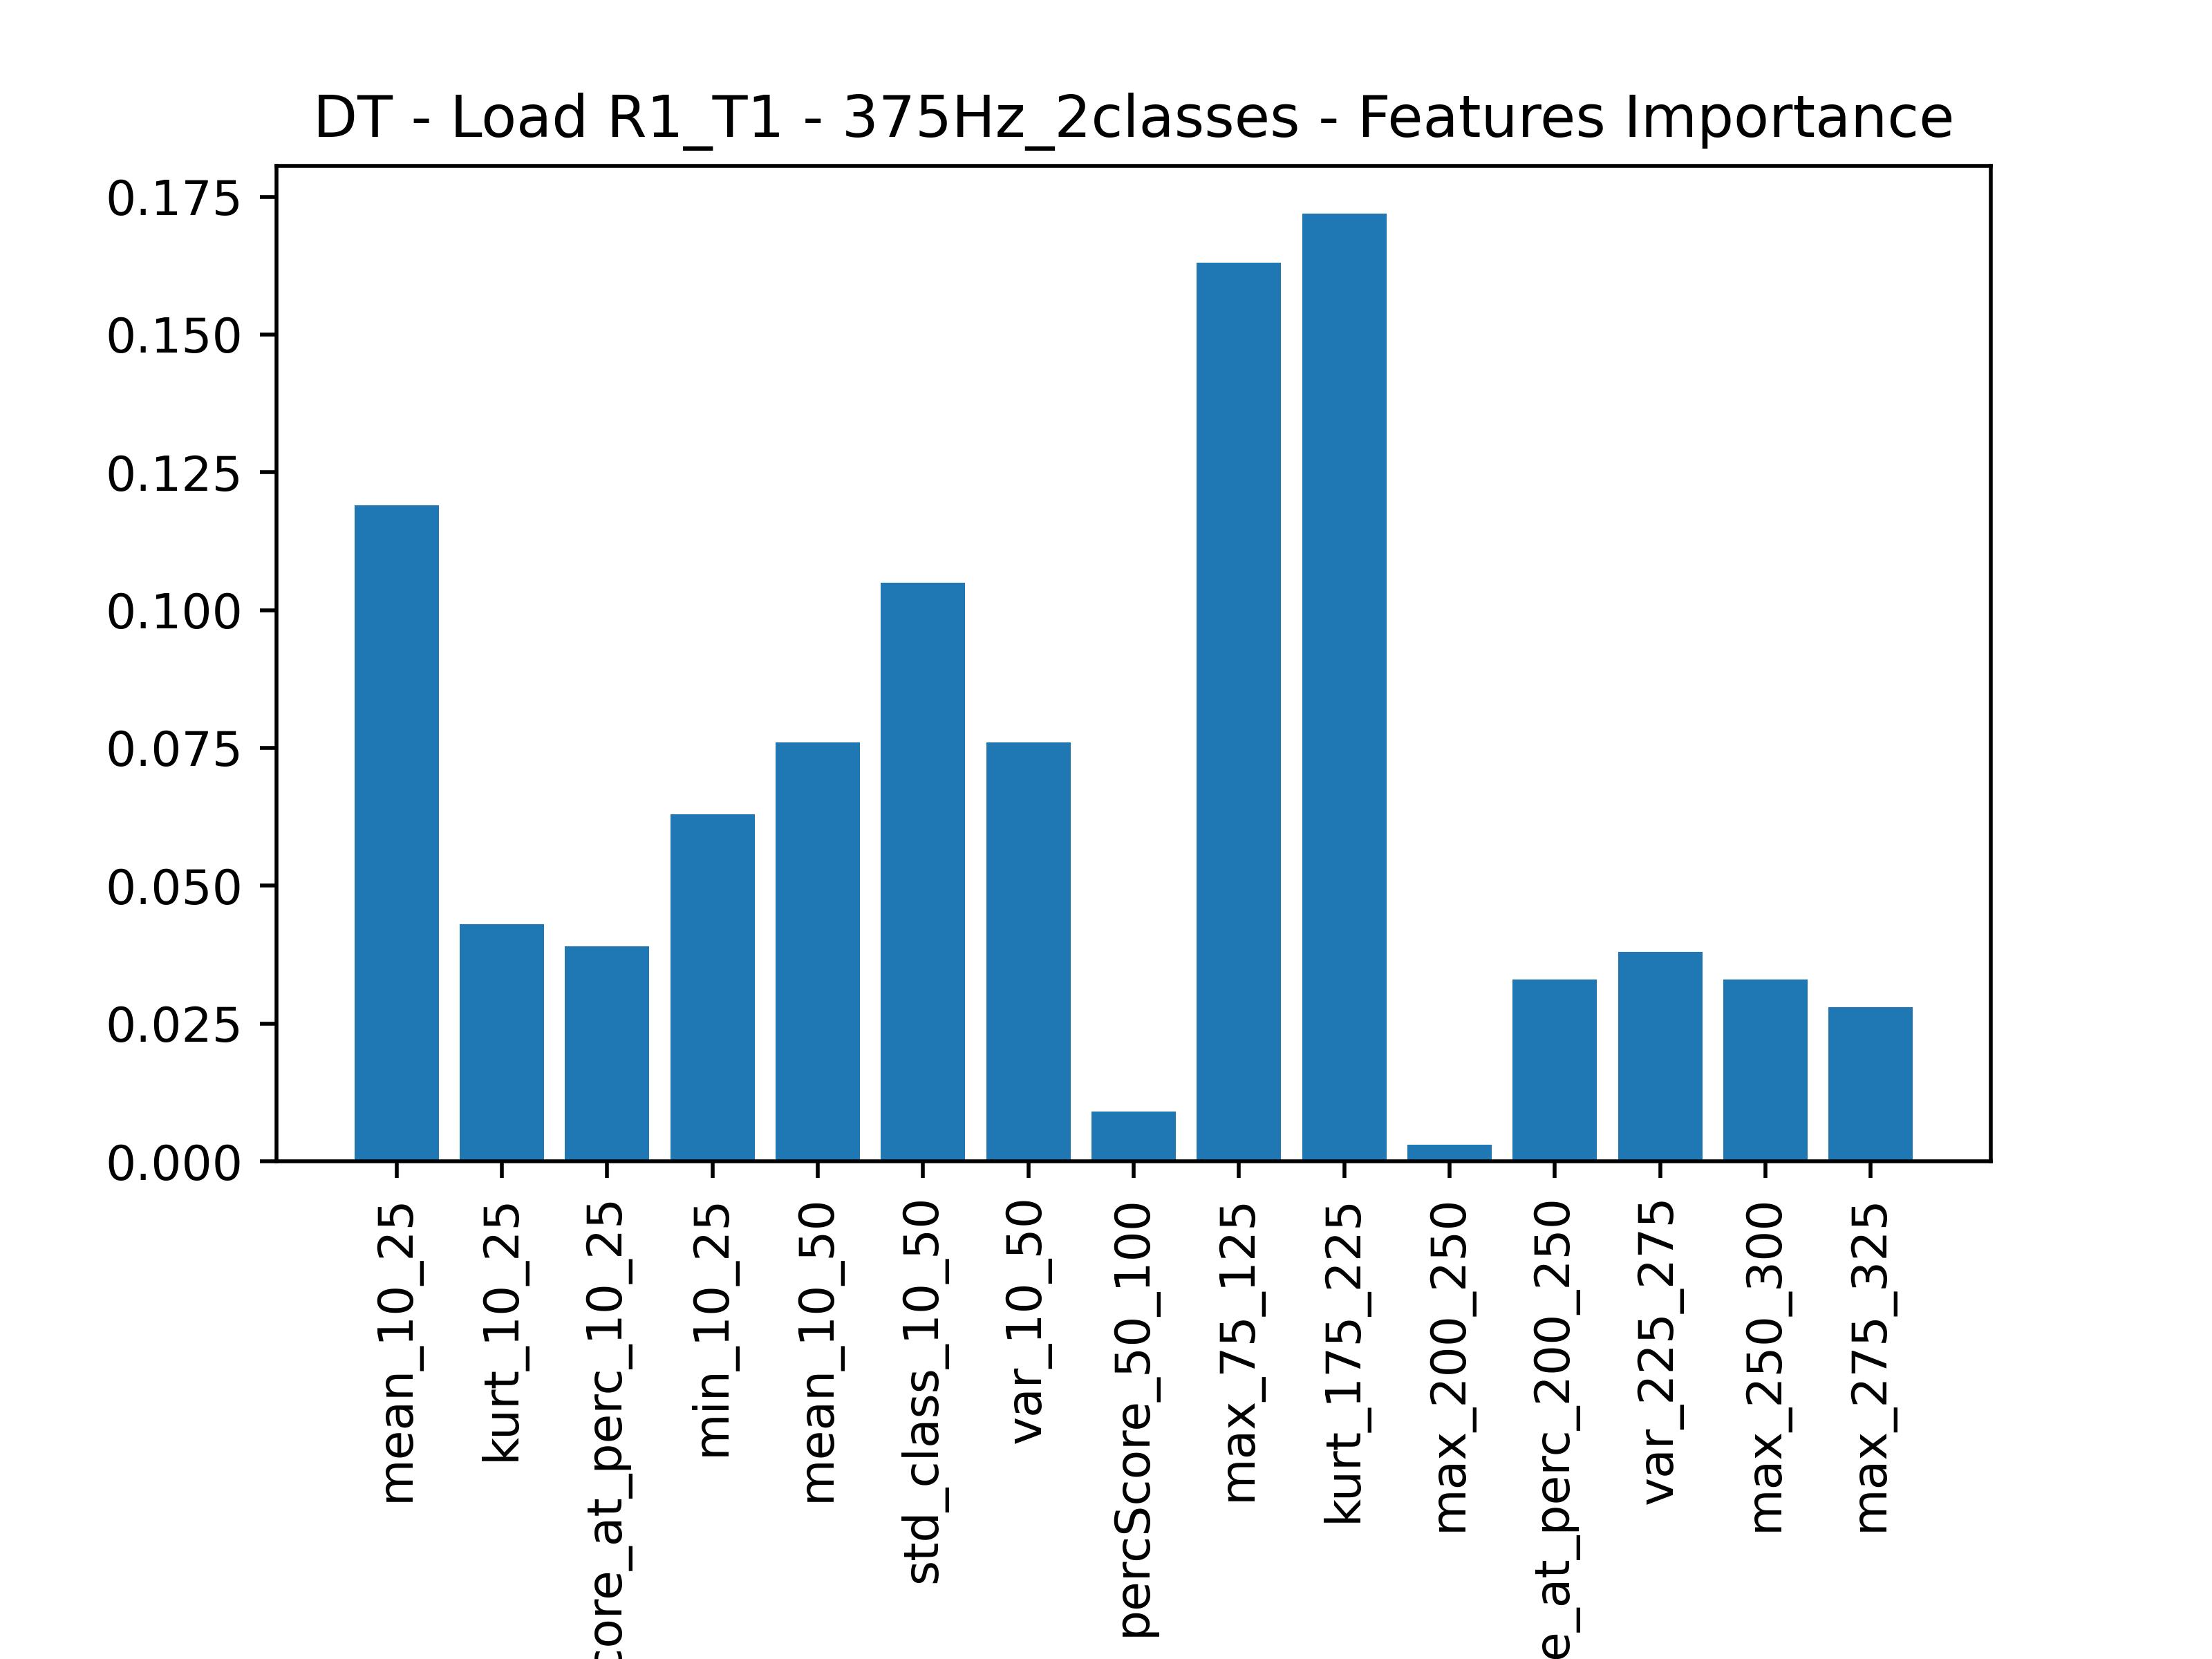 DT - Load R1_T1 - 375Hz_2classes - Features Importance
0.175
0.150
0.125
0.100
0.075
0.050
0.025
0.000
mean_10_25
kurt_10_25
core_at_perc_10_25
min_10_25
mean_10_50
std_class_10_50
var_10_50
percScore_50_100
max_75_125
kurt_175_225
max_200_250
e_at_perc_200_250
var_225_275
max_250_300
max_275_325